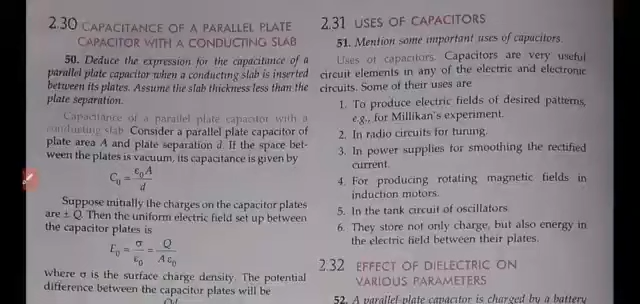 2.30 CAPACITANCE OF A PARALLEL PLATE
CAPACITOR WITH A CONDUCTING SLAB
50. Deduce the expression for the capacitance of a
parallel plate capacitor when a conducting slab is inserted
between its plates. Assume the slab thickness less than the
plate separation.
Capacitance of a parallel plate capacitor with a
conducting slab. Consider a parallel plate capacitor of
plate area A and plate separation d. If the space bet-
ween the plates is vacuum, its capacitance is given by
C₀ = ε₀A / d
Suppose initially the charges on the capacitor plates
are ± Q. Then the uniform electric field set up between
the capacitor plates is
E₀ = σ / ε₀ = Q / A ε₀
where σ is the surface charge density. The potential
difference between the capacitor plates will be
2.31 USES OF CAPACITORS
51. Mention some important uses of capacitors.
Uses of capacitors. Capacitors are very useful
circuit elements in any of the electric and electronic
circuits. Some of their uses are
1. To produce electric fields of desired patterns,
e.g., for Millikan's experiment.
2. In radio circuits for tuning.
3. In power supplies for smoothing the rectified
current.
4. For producing rotating magnetic fields in
induction motors.
5. In the tank circuit of oscillators.
6. They store not only charge, but also energy in
the electric field between their plates.
2.32 EFFECT OF DIELECTRIC ON
VARIOUS PARAMETERS
52. A parallel plate capacitor is charged by a battery